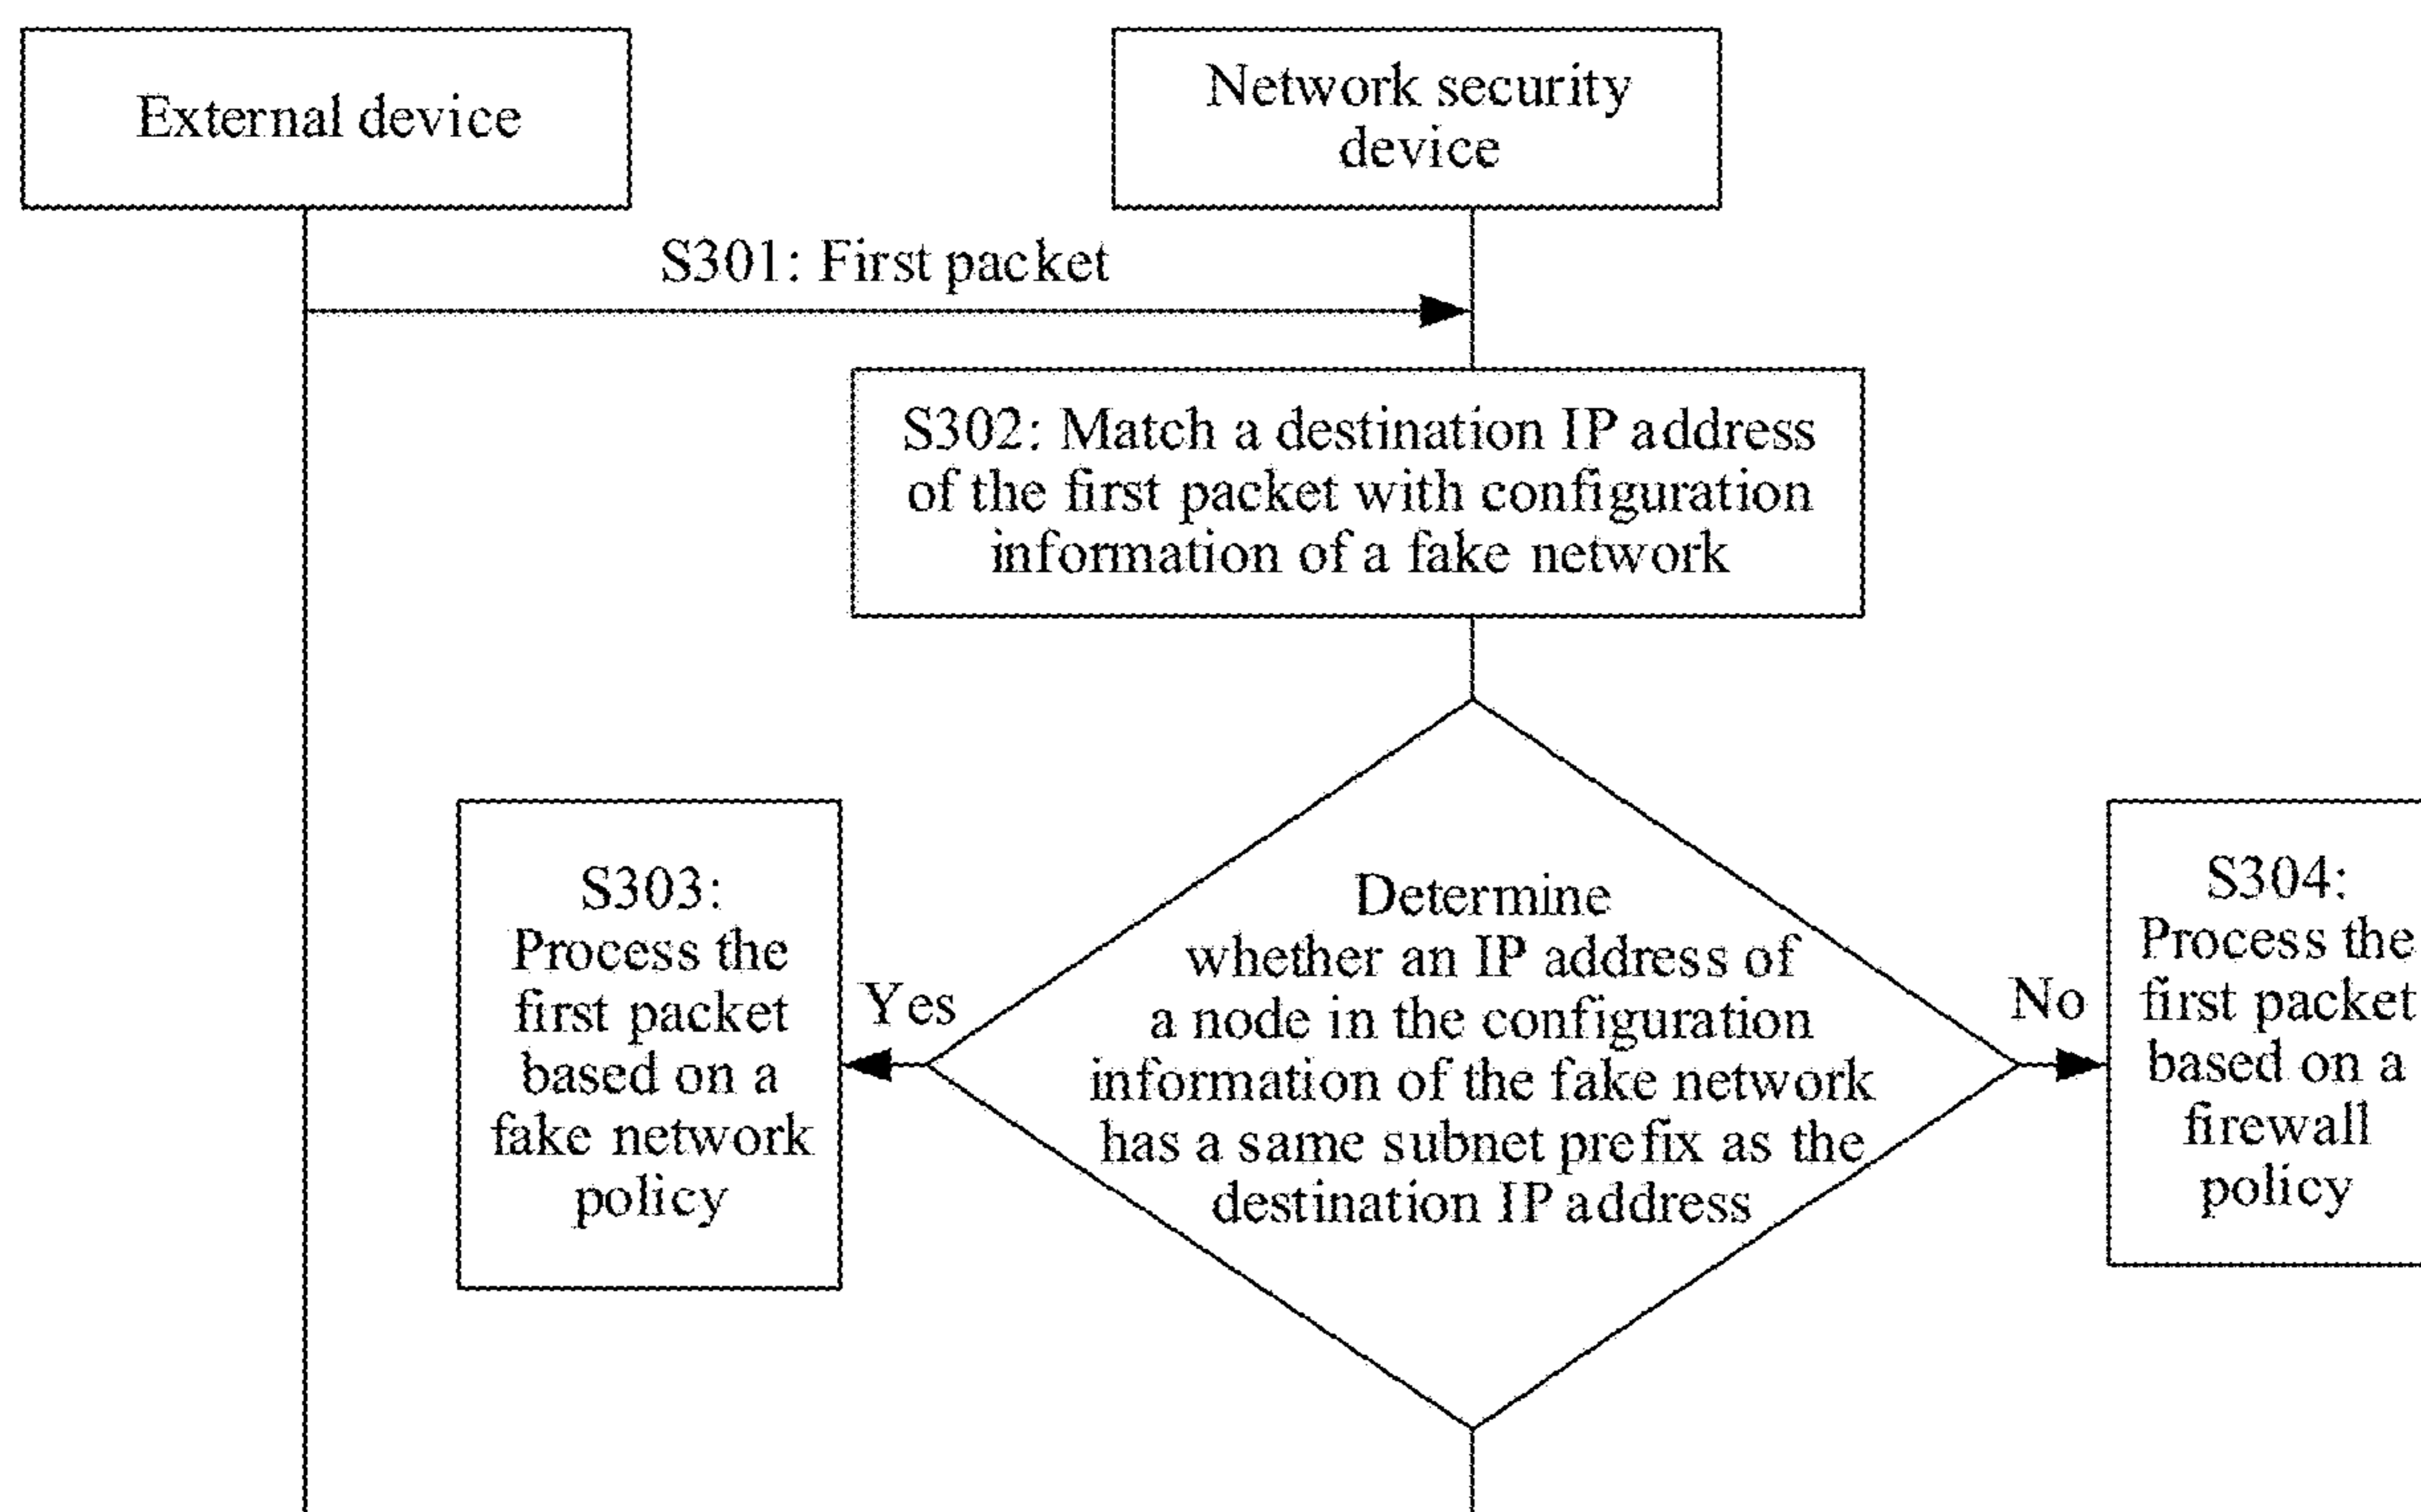 External device
Network security
device
S301: First packet
S302: Match a destination IP address
of the first packet with configuration
information of a fake network
S303:
Process the
first packet
based on a
fake network
policy
Yes
Determine
whether an IP address of
a node in the configuration
information of the fake network
has a same subnet prefix as the
destination IP address
No
S304:
Process the
first packet
based on a
firewall
policy